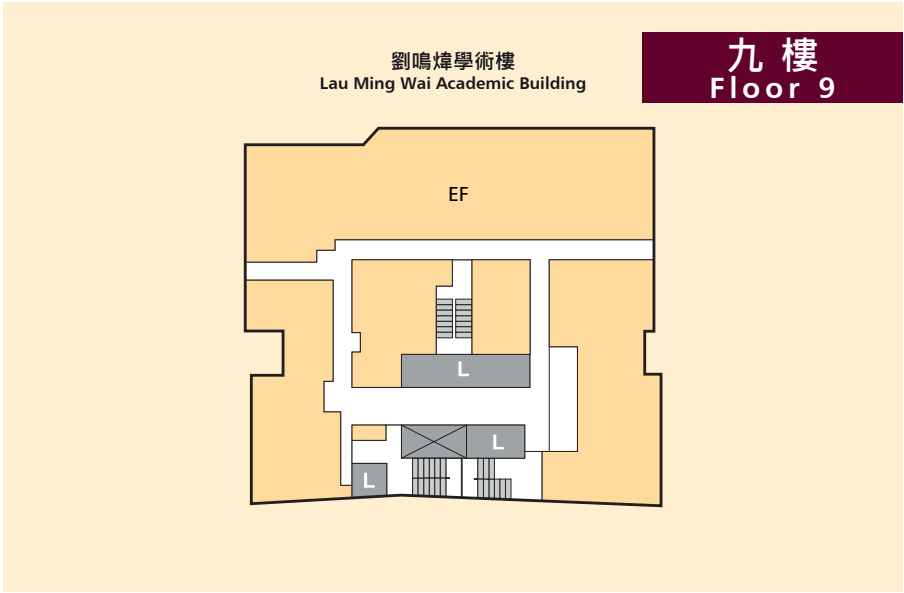 劉鳴煒學術樓
Lau Ming Wai Academic Building
九 樓
Floor 9
EF
L
L
L